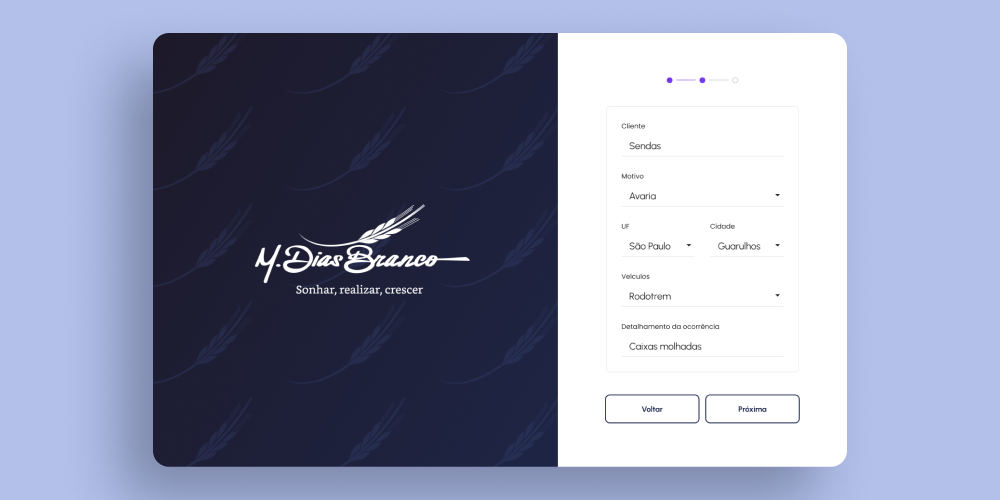 M. Dias Branco
Sonhar, realizar, crescer
Cliente
Sendas
Motivo
Avaria
UF
Cidade
São Paulo
Guarulhos
Veículos
Rodotrem
Detalhamento da ocorrência
Caixas molhadas
Voltar
Próxima